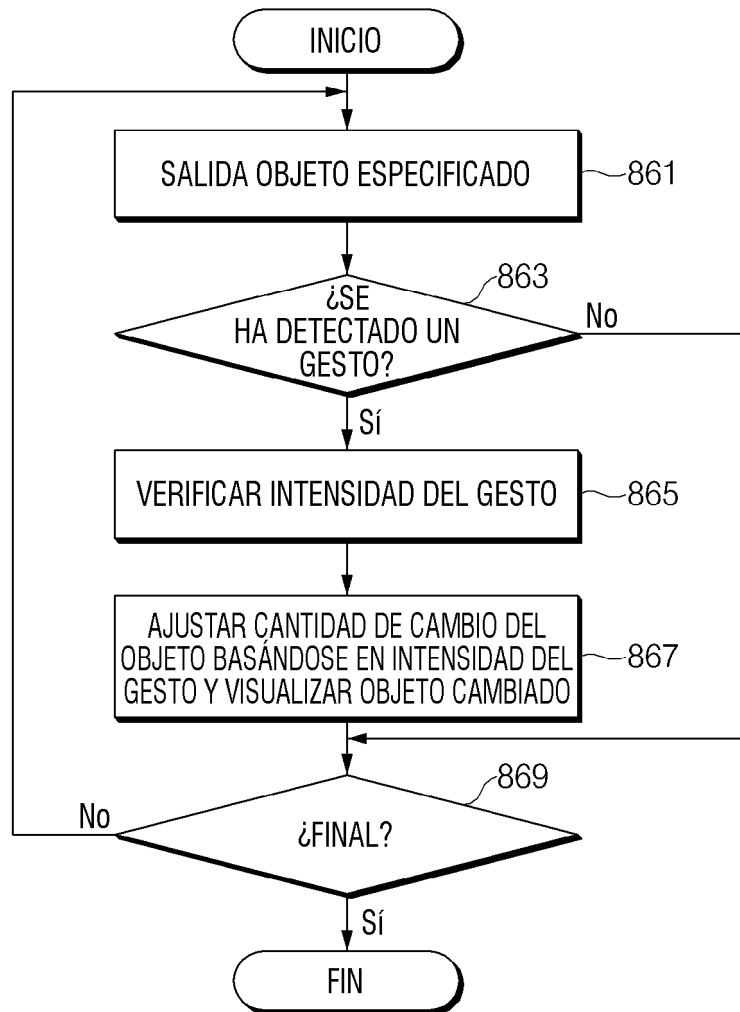 INICIO
SALIDA OBJETO ESPECIFICADO
861
863
¿SE
HA DETECTADO UN
GESTO?
No
Sí
VERIFICAR INTENSIDAD DEL GESTO
865
AJUSTAR CANTIDAD DE CAMBIO DEL
OBJETO BASÁNDOSE EN INTENSIDAD DEL
GESTO Y VISUALIZAR OBJETO CAMBIADO
867
869
No
¿FINAL?
Sí
FIN